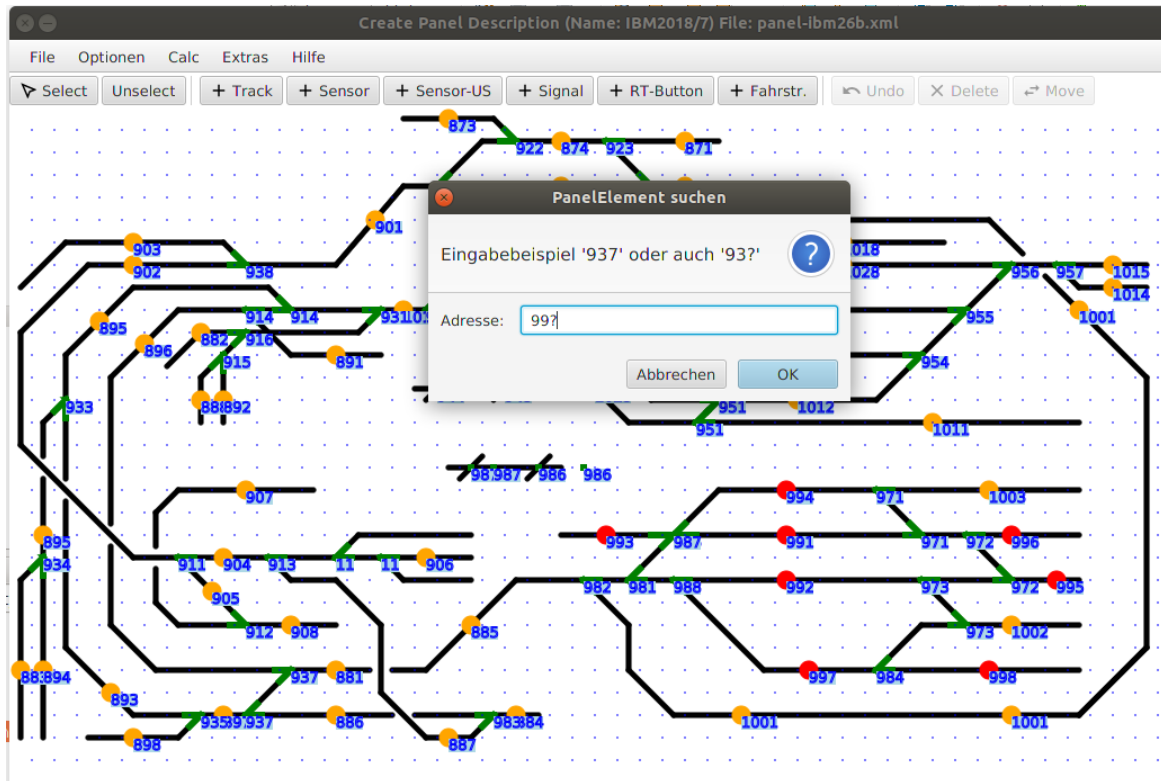 Create Panel Description (Name: IBM2018/7) File: panel-ibm26b.xml
File Optionen Calc Extras Hilfe
Select Unselect + Track + Sensor + Sensor-US + Signal + RT-Button + Fahrstr. Undo Delete Move
873
922 874 923 871
PanelElement suchen
901
903 938
902
Eingabebeispiel '937' oder auch '93?'
?
1018
1028
956 957 1015
1014
895 914 914 931
Adresse: 99?
1001
955
896 882 916
915 891
954
Abbrechen OK
933 892
951 1012
951 1011
987 986 986
907 994 971 1003
895 993 987 991 971 972 996
934 911 904 913 11 11 906
905 982 981 988 992 973 972 995
912 908 885 973 1002
894 937 881 997 984 998
893
935 937 886 983 884 1001 1001
898 887